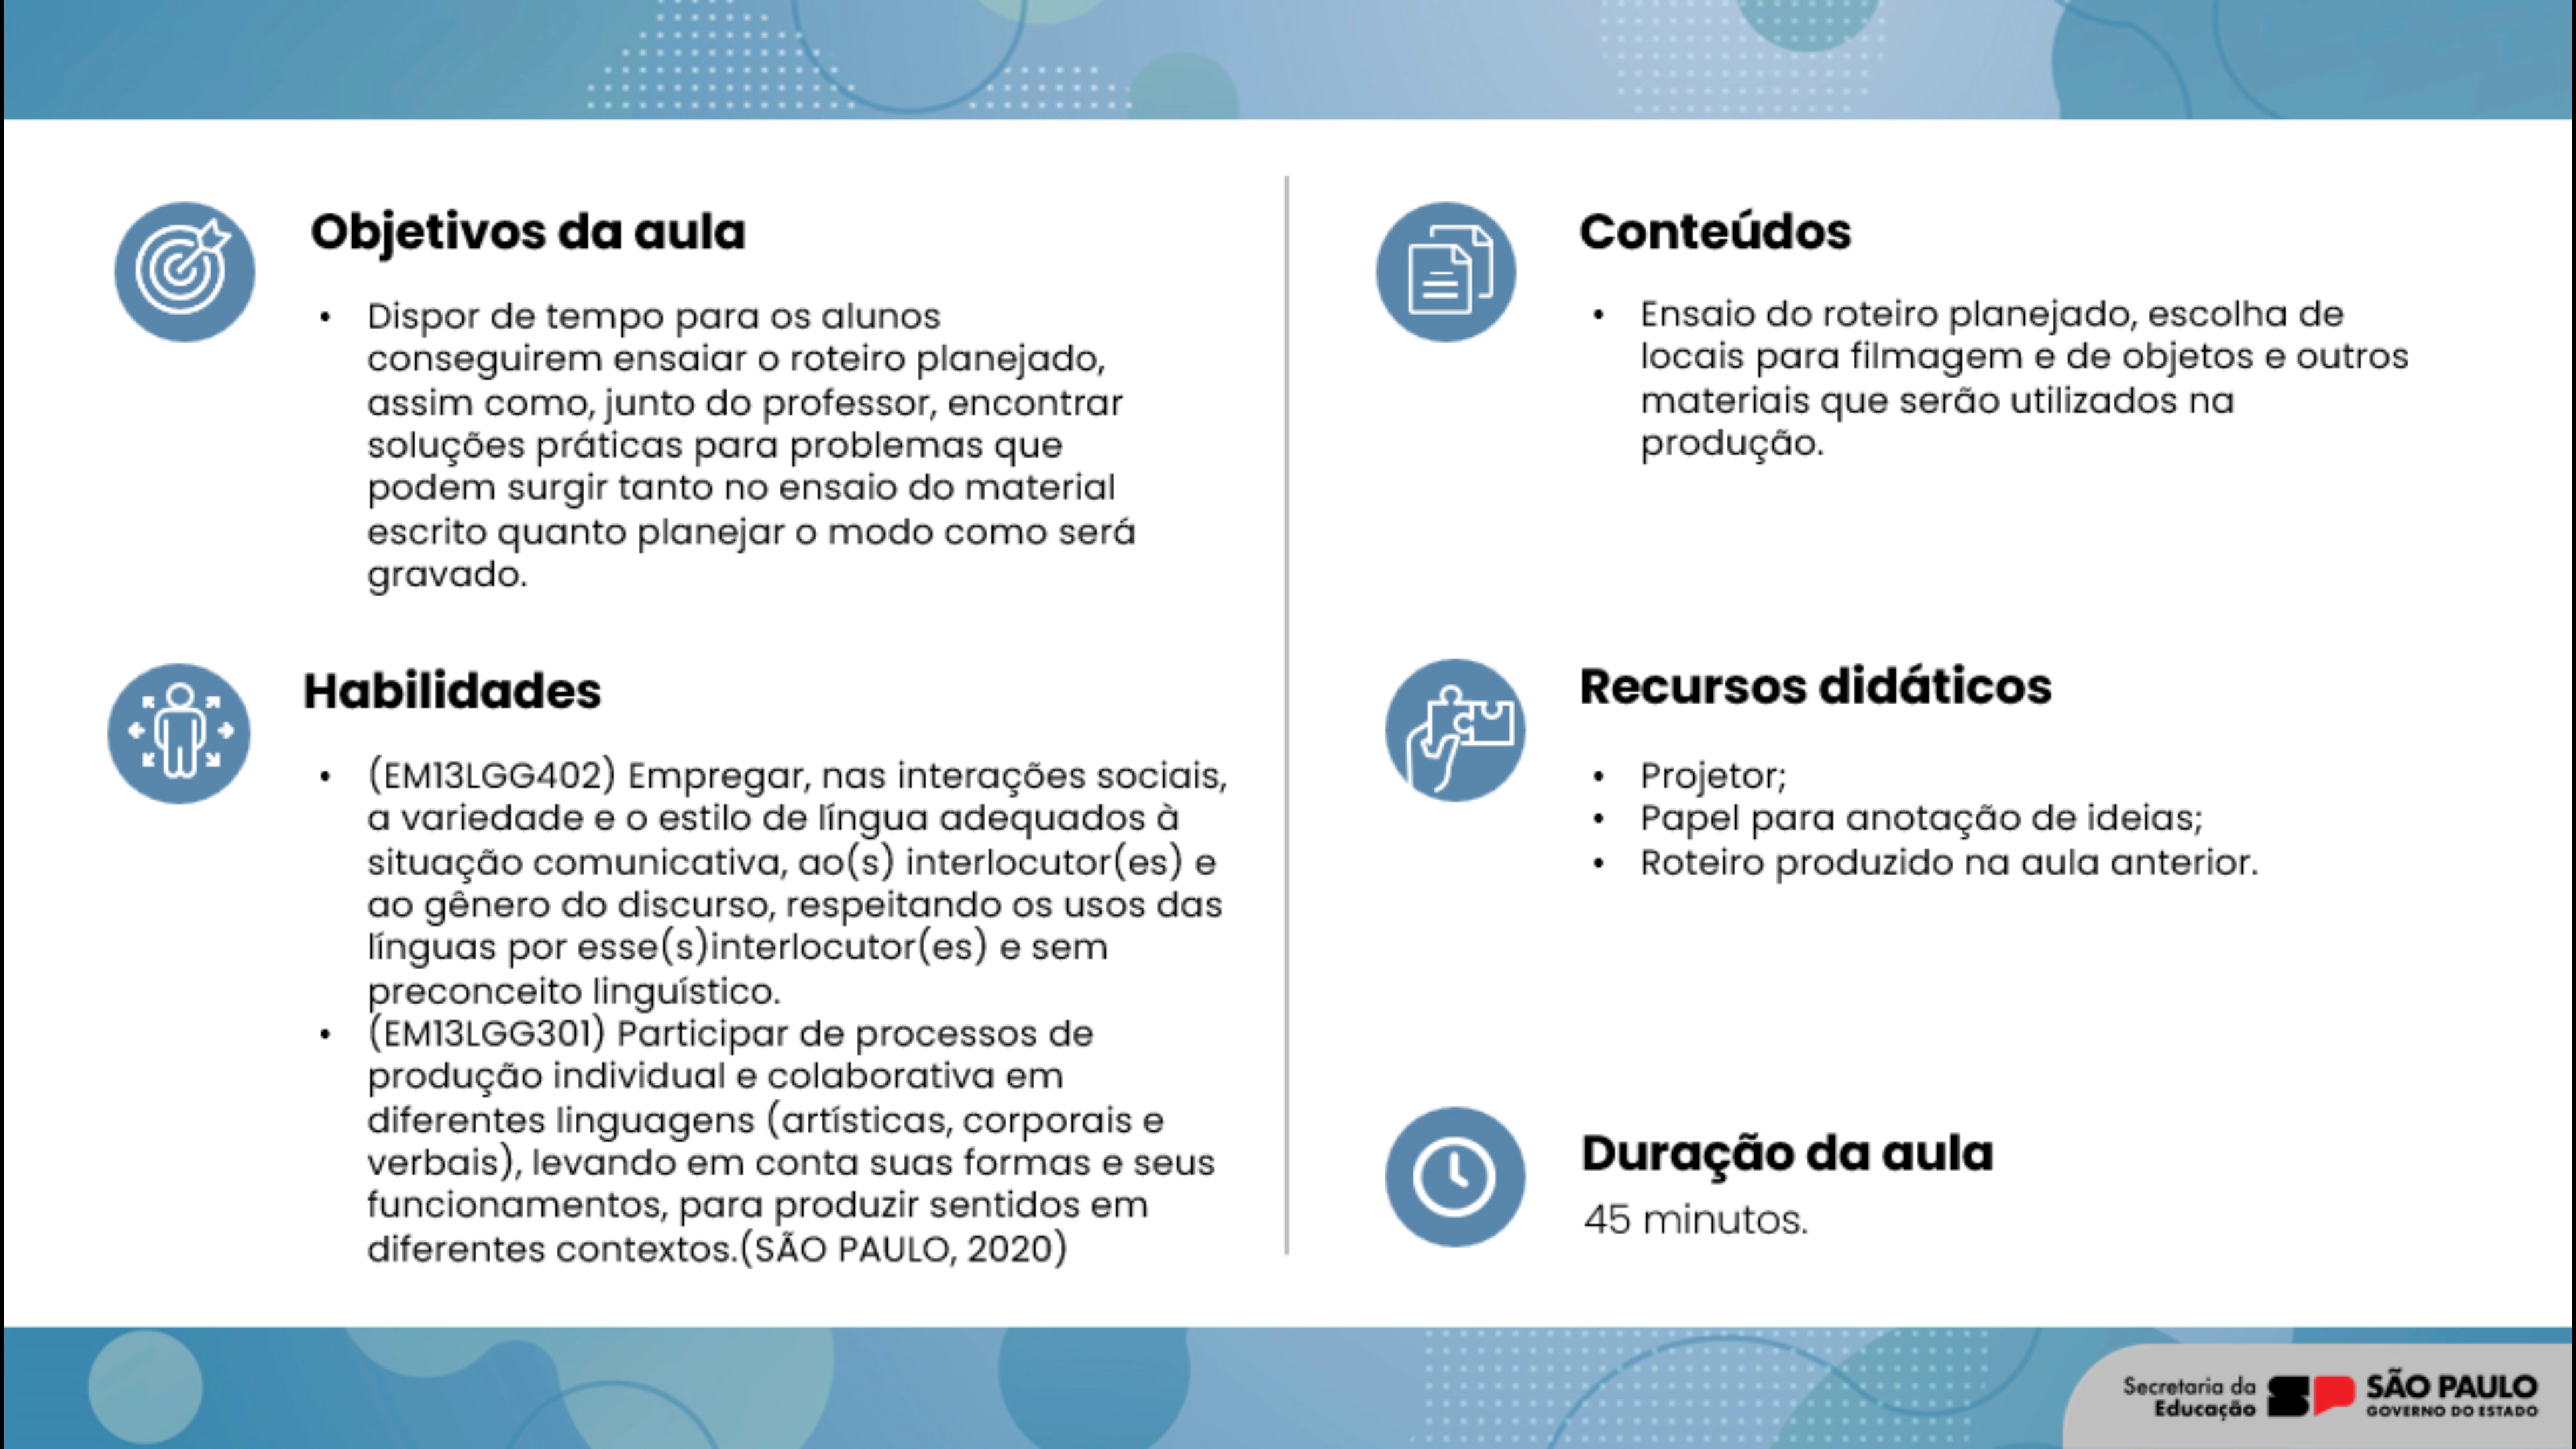 Objetivos da aula
• Dispor de tempo para os alunos
conseguirem ensaiar o roteiro planejado,
assim como, junto do professor, encontrar
soluções práticas para problemas que
podem surgir tanto no ensaio do material
escrito quanto planejar o modo como será
gravado.
Habilidades
• (EM13LGG402) Empregar, nas interações sociais,
a variedade e o estilo de língua adequados à
situação comunicativa, ao(s) interlocutor(es) e
ao gênero do discurso, respeitando os usos das
línguas por esse(s)interlocutor(es) e sem
preconceito linguístico.
• (EM13LGG301) Participar de processos de
produção individual e colaborativa em
diferentes linguagens (artísticas, corporais e
verbais), levando em conta suas formas e seus
funcionamentos, para produzir sentidos em
diferentes contextos.(SÃO PAULO, 2020)
Conteúdos
• Ensaio do roteiro planejado, escolha de
locais para filmagem e de objetos e outros
materiais que serão utilizados na
produção.
Recursos didáticos
• Projetor;
• Papel para anotação de ideias;
• Roteiro produzido na aula anterior.
Duração da aula
45 minutos.
Secretaria da
Educação
SP
SÃO PAULO
GOVERNO DO ESTADO